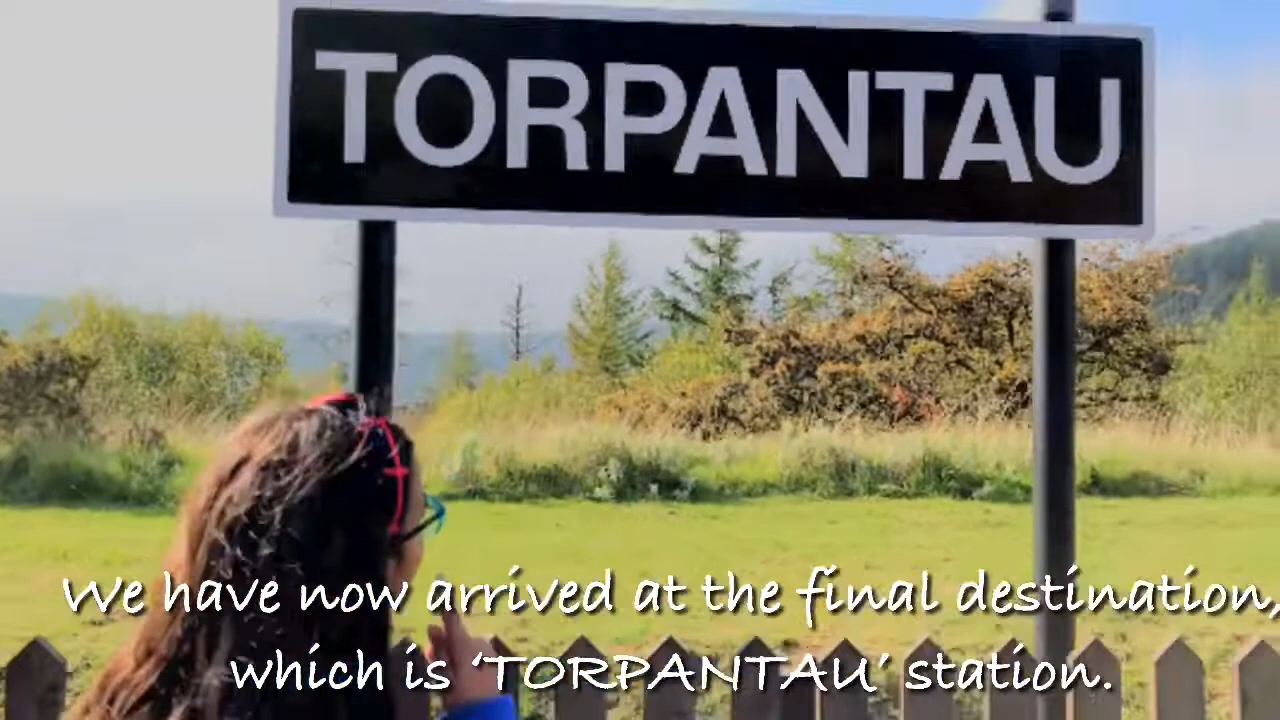 TORPANTAU
We have now arrived at the final destination,
which is ‘TORPANTAU’ station.